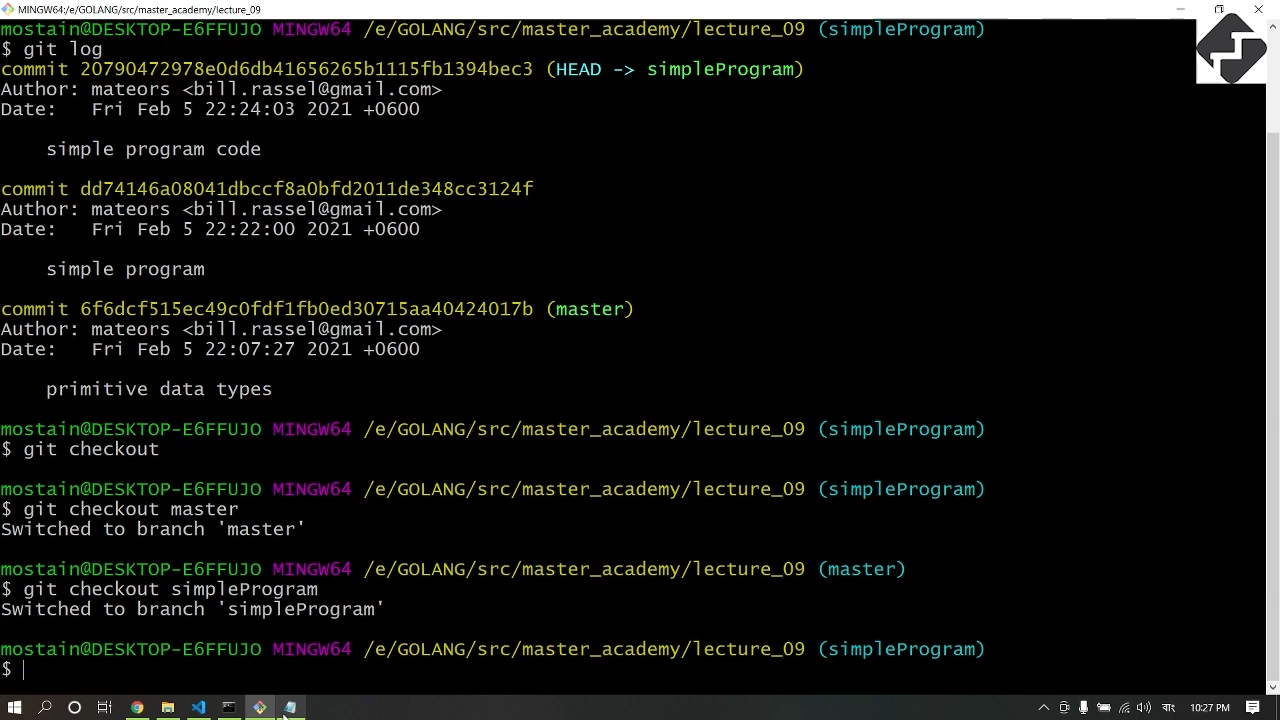 MINGW64:/e/GOLANG/src/master_academy/lecture_09
mostain@DESKTOP-E6FFUJO MINGW64 /e/GOLANG/src/master_academy/lecture_09 (simpleProgram)
$ git log
commit 20790472978e0d6db41656265b1115fb1394bec3 (HEAD -> simpleProgram)
Author: mateors <bill.rassel@gmail.com>
Date:   Fri Feb 5 22:24:03 2021 +0600
simple program code
commit dd74146a08041dbccf8a0bfd2011de348cc3124f
Author: mateors <bill.rassel@gmail.com>
Date:   Fri Feb 5 22:22:00 2021 +0600
simple program
commit 6f6dcf515ec49c0fdf1fb0ed30715aa40424017b (master)
Author: mateors <bill.rassel@gmail.com>
Date:   Fri Feb 5 22:07:27 2021 +0600
primitive data types
mostain@DESKTOP-E6FFUJO MINGW64 /e/GOLANG/src/master_academy/lecture_09 (simpleProgram)
$ git checkout
mostain@DESKTOP-E6FFUJO MINGW64 /e/GOLANG/src/master_academy/lecture_09 (simpleProgram)
$ git checkout master
Switched to branch 'master'
mostain@DESKTOP-E6FFUJO MINGW64 /e/GOLANG/src/master_academy/lecture_09 (master)
$ git checkout simpleProgram
Switched to branch 'simpleProgram'
mostain@DESKTOP-E6FFUJO MINGW64 /e/GOLANG/src/master_academy/lecture_09 (simpleProgram)
$
10:27 PM